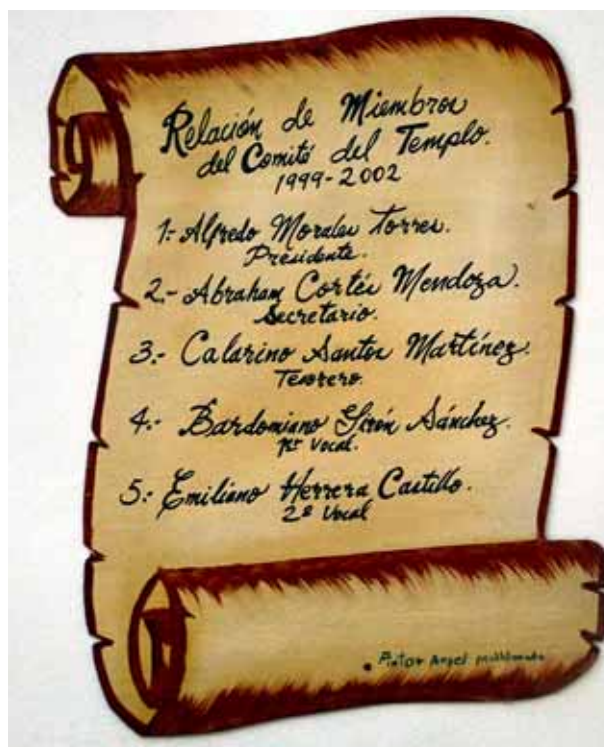 Relación de Miembros
del Comité del Templo.
1999-2002
1.- Alfredo Morales Torres.
Presidente.
2.- Abraham Cortés Mendoza.
Secretario.
3.- Calarino Santos Martínez.
Tesorero.
4.- Bardomiano Girón Sánchez.
1er Vocal.
5.- Emiliano Herrera Castillo.
2º Vocal
Pintor Angel